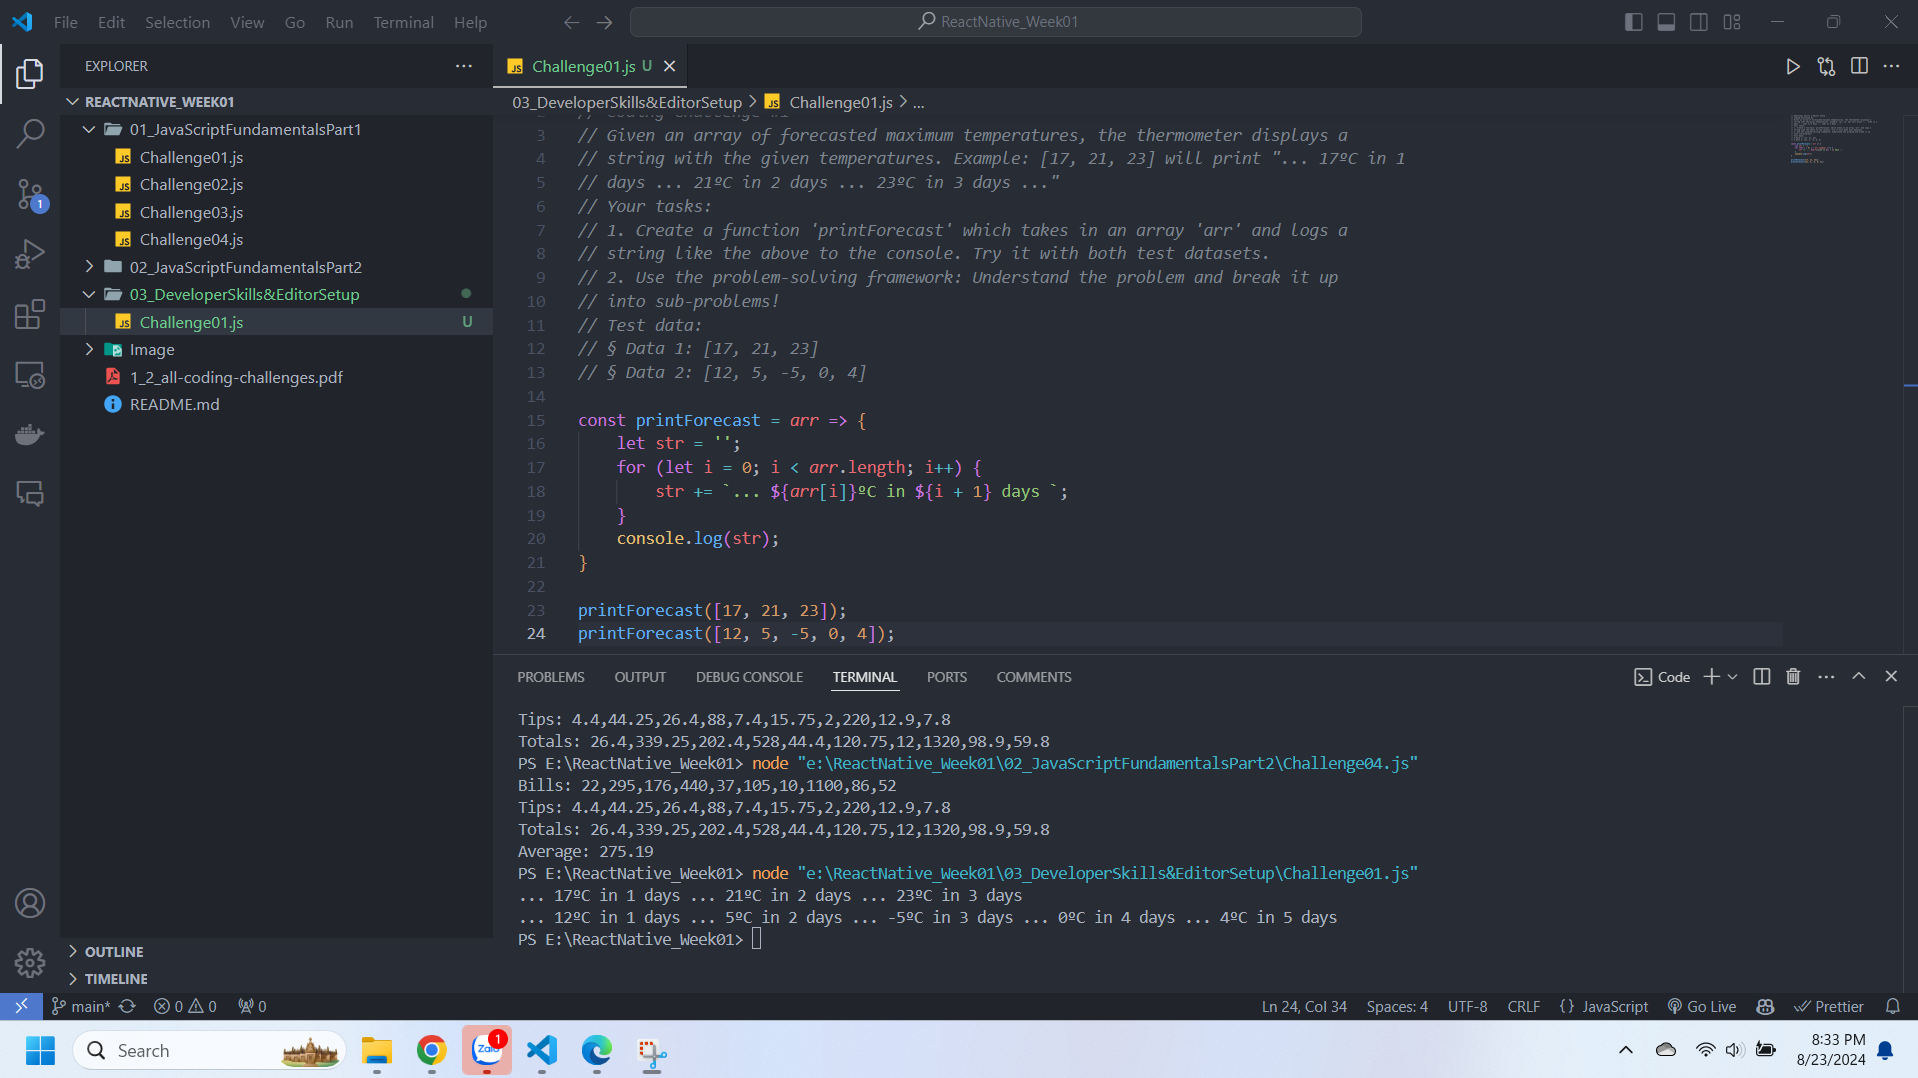 File Edit Selection View Go Run Terminal Help
ReactNative_Week01
EXPLORER
REACTNATIVE_WEEK01
01_JavaScriptFundamentalsPart1
Challenge01.js
Challenge02.js
Challenge03.js
Challenge04.js
02_JavaScriptFundamentalsPart2
03_DeveloperSkills&EditorSetup
Challenge01.js U
Image
1_2_all-coding-challenges.pdf
README.md
OUTLINE
TIMELINE
1
Challenge01.js U
03_DeveloperSkills&EditorSetup > Challenge01.js > ...
3 // Given an array of forecasted maximum temperatures, the thermometer displays a
4 // string with the given temperatures. Example: [17, 21, 23] will print "... 17ºC in 1
5 // days ... 21ºC in 2 days ... 23ºC in 3 days ..."
6 // Your tasks:
7 // 1. Create a function 'printForecast' which takes in an array 'arr' and logs a
8 // string like the above to the console. Try it with both test datasets.
9 // 2. Use the problem-solving framework: Understand the problem and break it up
10 // into sub-problems!
11 // Test data:
12 // § Data 1: [17, 21, 23]
13 // § Data 2: [12, 5, -5, 0, 4]
14
15 const printForecast = arr => {
16 let str = '';
17 for (let i = 0; i < arr.length; i++) {
18 str += `... ${arr[i]}ºC in ${i + 1} days `;
19 }
20 console.log(str);
21 }
22
23 printForecast([17, 21, 23]);
24 printForecast([12, 5, -5, 0, 4]);
PROBLEMS OUTPUT DEBUG CONSOLE TERMINAL PORTS COMMENTS
Code
Tips: 4.4,44.25,26.4,88,7.4,15.75,2,220,12.9,7.8
Totals: 26.4,339.25,202.4,528,44.4,120.75,12,1320,98.9,59.8
PS E:\ReactNative_Week01> node "e:\ReactNative_Week01\02_JavaScriptFundamentalsPart2\Challenge04.js"
Bills: 22,295,176,440,37,105,10,1100,86,52
Tips: 4.4,44.25,26.4,88,7.4,15.75,2,220,12.9,7.8
Totals: 26.4,339.25,202.4,528,44.4,120.75,12,1320,98.9,59.8
Average: 275.19
PS E:\ReactNative_Week01> node "e:\ReactNative_Week01\03_DeveloperSkills&EditorSetup\Challenge01.js"
... 17ºC in 1 days ... 21ºC in 2 days ... 23ºC in 3 days
... 12ºC in 1 days ... 5ºC in 2 days ... -5ºC in 3 days ... 0ºC in 4 days ... 4ºC in 5 days
PS E:\ReactNative_Week01>
main* 0 0 0 Ln 24, Col 34 Spaces: 4 UTF-8 CRLF {} JavaScript Go Live Prettier
Search Zalo 1
8:33 PM
8/23/2024